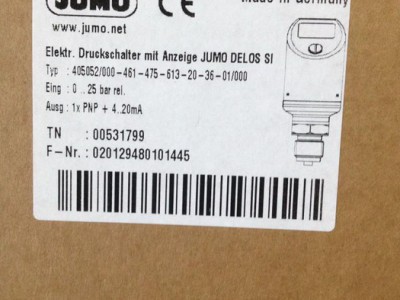 JUMO CE Made in Germany
www.jumo.net
Elektr. Druckschalter mit Anzeige JUMO DELOS SI
Typ : 405052/000-461-475-613-20-36-01/000
Eing : 0 .. 25 bar rel.
Ausg : 1x PNP + 4..20mA
TN : 00531799
F-Nr. : 020129480101445